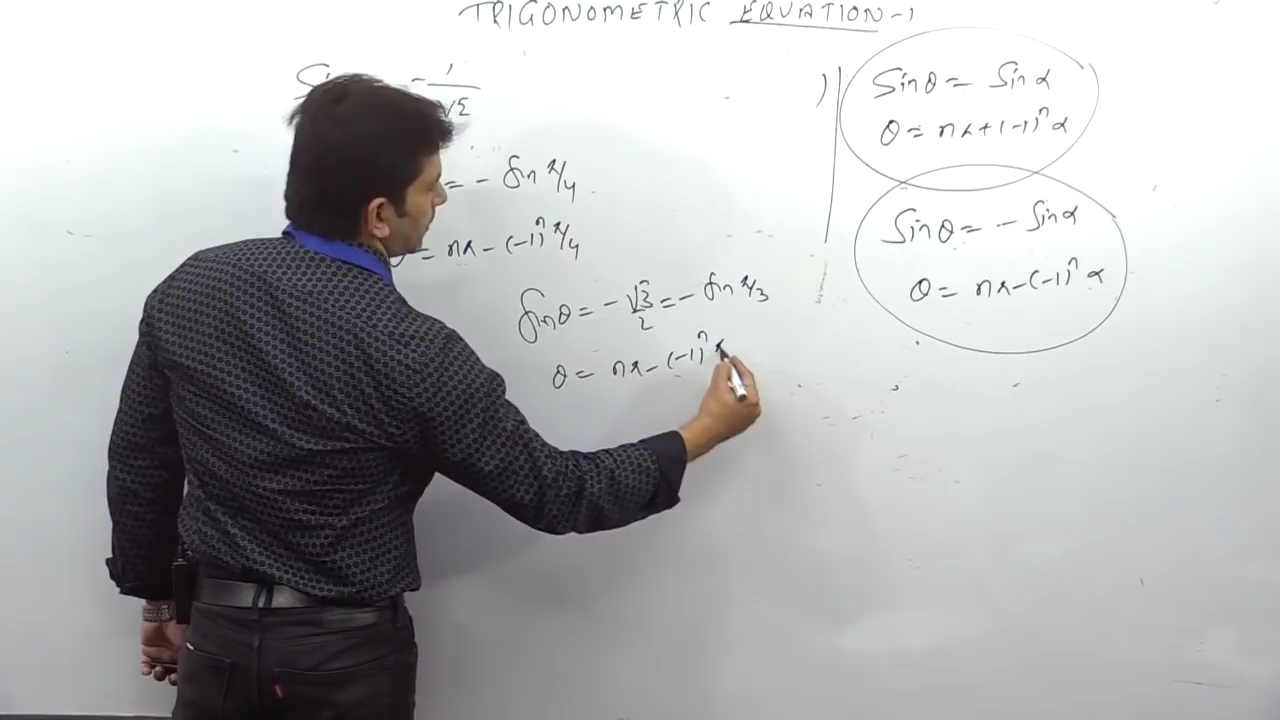 TRIGONOMETRIC EQUATION-1
- 1/√2
= - Sin π/4
= nπ - (-1)ⁿ π/4
Sinθ = - √3/2 = - Sin π/3
θ = nπ - (-1)ⁿ
1)
Sinθ = Sin α
θ = nπ + (-1)ⁿ α
Sinθ = - Sin α
θ = nπ - (-1)ⁿ α